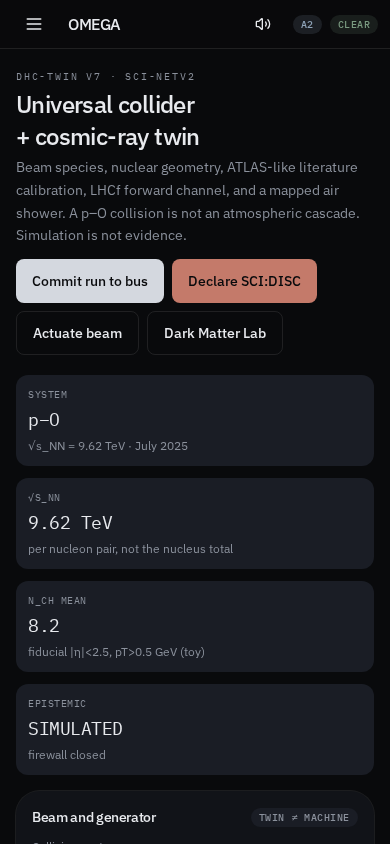 OMEGA
A2
CLEAR
DHC-TWIN V7 · SCI-NETV2
Universal collider
+ cosmic-ray twin
Beam species, nuclear geometry, ATLAS-like literature
calibration, LHCf forward channel, and a mapped air
shower. A p–O collision is not an atmospheric cascade.
Simulation is not evidence.
Commit run to bus
Declare SCI:DISC
Actuate beam
Dark Matter Lab
SYSTEM
p–O
√s_NN = 9.62 TeV · July 2025
√S_NN
9.62 TeV
per nucleon pair, not the nucleus total
N_CH MEAN
8.2
fiducial |η|<2.5, pT>0.5 GeV (toy)
EPISTEMIC
SIMULATED
firewall closed
Beam and generator
TWIN ≠ MACHINE